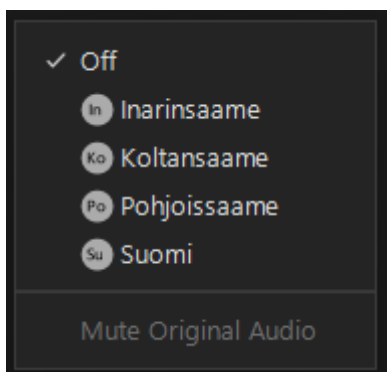 Off
In Inarinsaame
Ko Koltansaame
Po Pohjoissaame
Su Suomi
Mute Original Audio